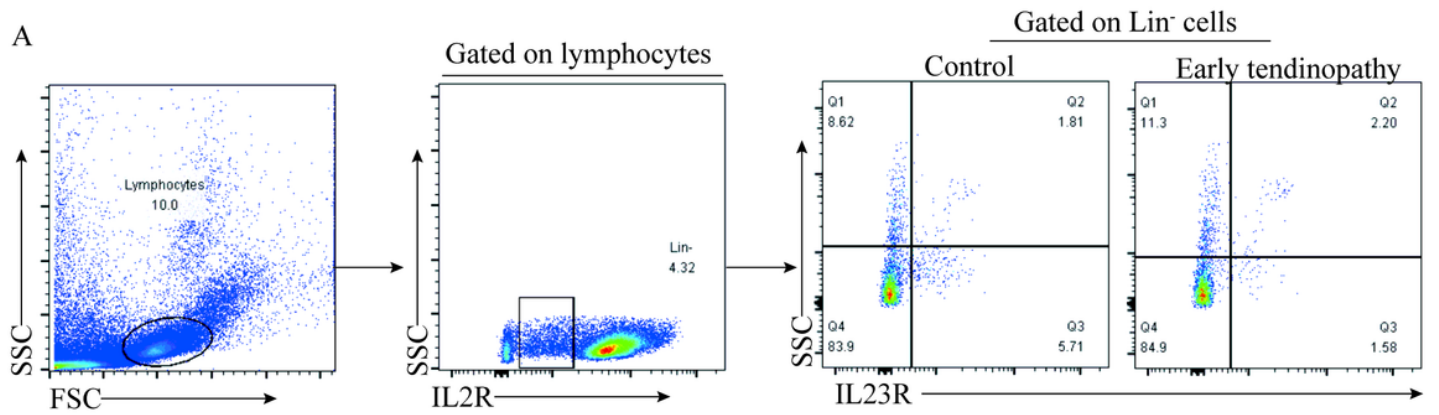 A
Gated on lymphocytes
Gated on Lin- cells
Control
Early tendinopathy
Lymphocytes
10.0
Lin-
4.32
Q1
8.62
Q2
1.81
Q4
83.9
Q3
5.71
Q1
11.3
Q2
2.20
Q4
84.9
Q3
1.58
SSC
FSC
SSC
IL2R
SSC
IL23R